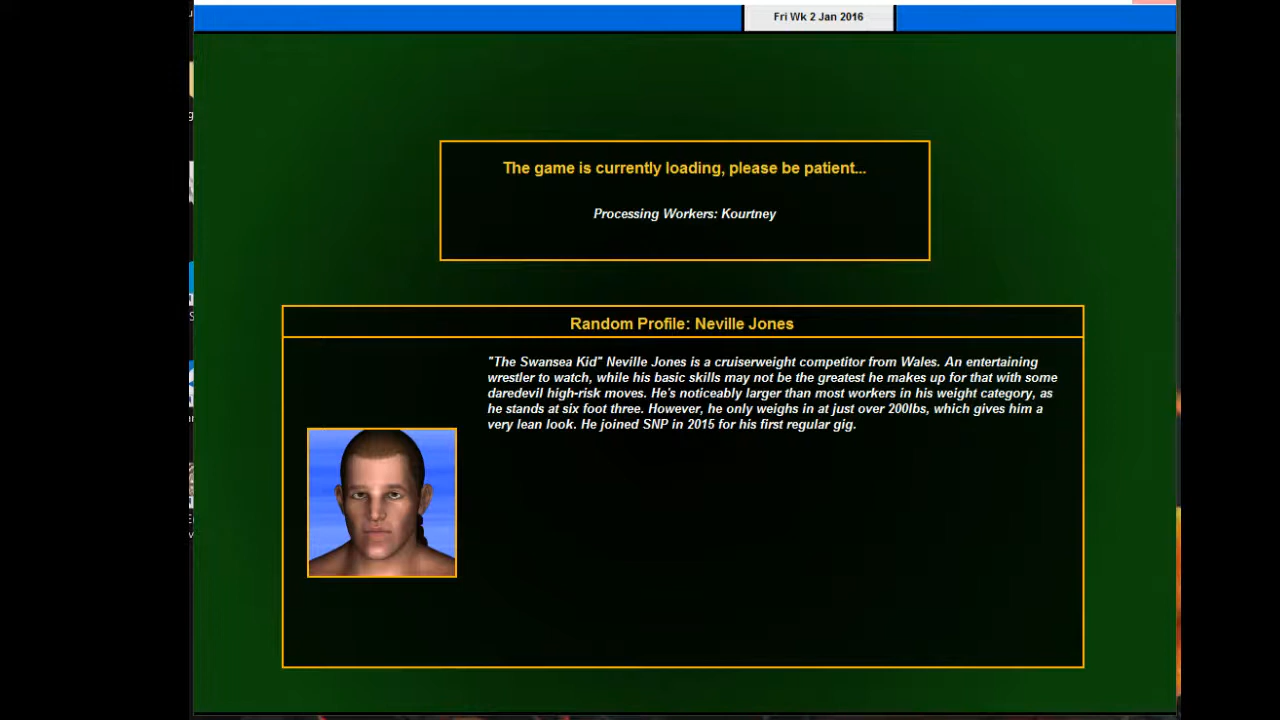 Fri Wk 2 Jan 2016
The game is currently loading, please be patient...
Processing Workers: Kourtney
Random Profile: Neville Jones
"The Swansea Kid" Neville Jones is a cruiserweight competitor from Wales. An entertaining
wrestler to watch, while his basic skills may not be the greatest he makes up for that with some
daredevil high-risk moves. He's noticeably larger than most workers in his weight category, as
he stands at six foot three. However, he only weighs in at just over 200lbs, which gives him a
very lean look. He joined SNP in 2015 for his first regular gig.